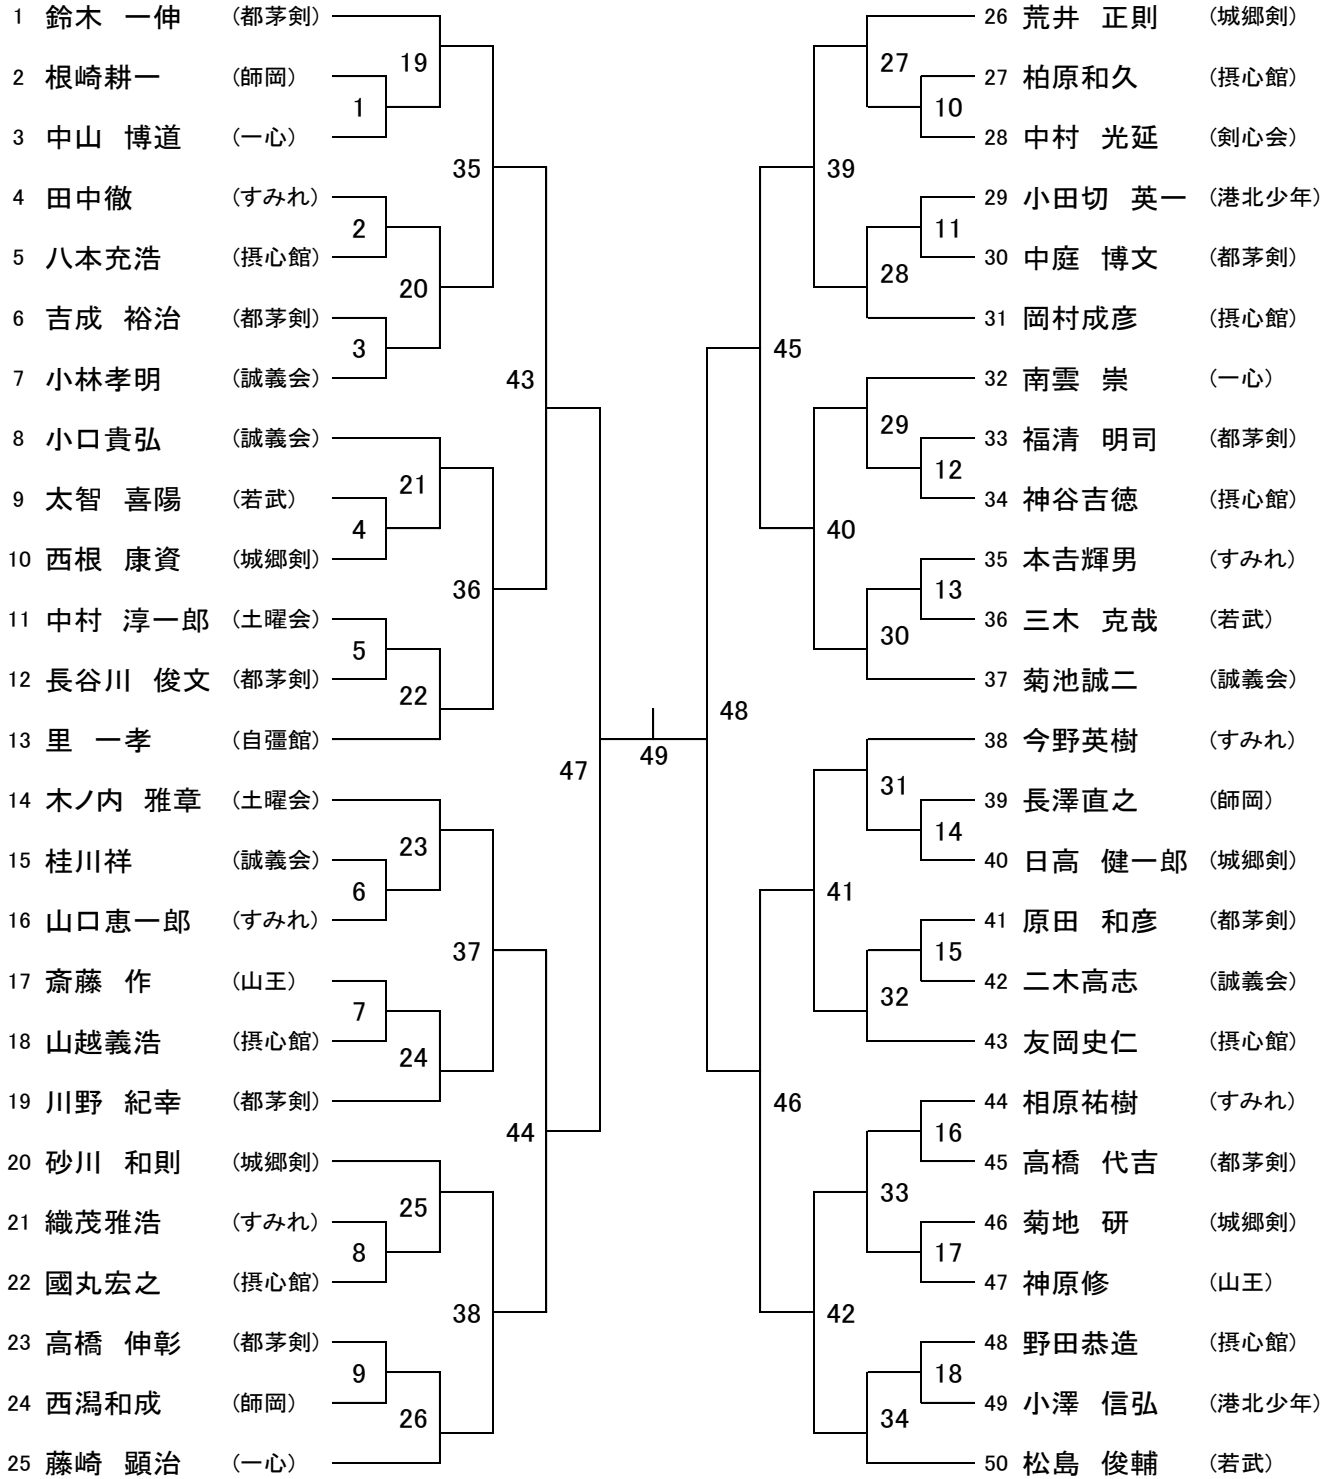 1 鈴木　一伸 (都茅剣)
2 根崎耕一 (師岡)
3 中山　博道 (一心)
4 田中徹 (すみれ)
5 八本充浩 (摂心館)
6 吉成　裕治 (都茅剣)
7 小林孝明 (誠義会)
8 小口貴弘 (誠義会)
9 太智　喜陽 (若武)
10 西根　康資 (城郷剣)
11 中村　淳一郎 (土曜会)
12 長谷川　俊文 (都茅剣)
13 里　一孝 (自彊館)
14 木ノ内　雅章 (土曜会)
15 桂川祥 (誠義会)
16 山口恵一郎 (すみれ)
17 斎藤　作 (山王)
18 山越義浩 (摂心館)
19 川野　紀幸 (都茅剣)
20 砂川　和則 (城郷剣)
21 織茂雅浩 (すみれ)
22 國丸宏之 (摂心館)
23 高橋　伸彰 (都茅剣)
24 西潟和成 (師岡)
25 藤崎　顕治 (一心)
1
2
3
4
5
6
7
8
9
19
20
21
22
23
24
25
26
35
36
37
38
43
44
47
49
48
45
46
39
40
41
42
27
28
29
30
31
32
33
34
10
11
12
13
14
15
16
17
18
26 荒井　正則 (城郷剣)
27 柏原和久 (摂心館)
28 中村　光延 (剣心会)
29 小田切　英一 (港北少年)
30 中庭　博文 (都茅剣)
31 岡村成彦 (摂心館)
32 南雲　崇 (一心)
33 福清　明司 (都茅剣)
34 神谷吉徳 (摂心館)
35 本𠮷輝男 (すみれ)
36 三木　克哉 (若武)
37 菊池誠二 (誠義会)
38 今野英樹 (すみれ)
39 長澤直之 (師岡)
40 日高　健一郎 (城郷剣)
41 原田　和彦 (都茅剣)
42 二木高志 (誠義会)
43 友岡史仁 (摂心館)
44 相原祐樹 (すみれ)
45 高橋　代吉 (都茅剣)
46 菊地　研 (城郷剣)
47 神原修 (山王)
48 野田恭造 (摂心館)
49 小澤　信弘 (港北少年)
50 松島　俊輔 (若武)